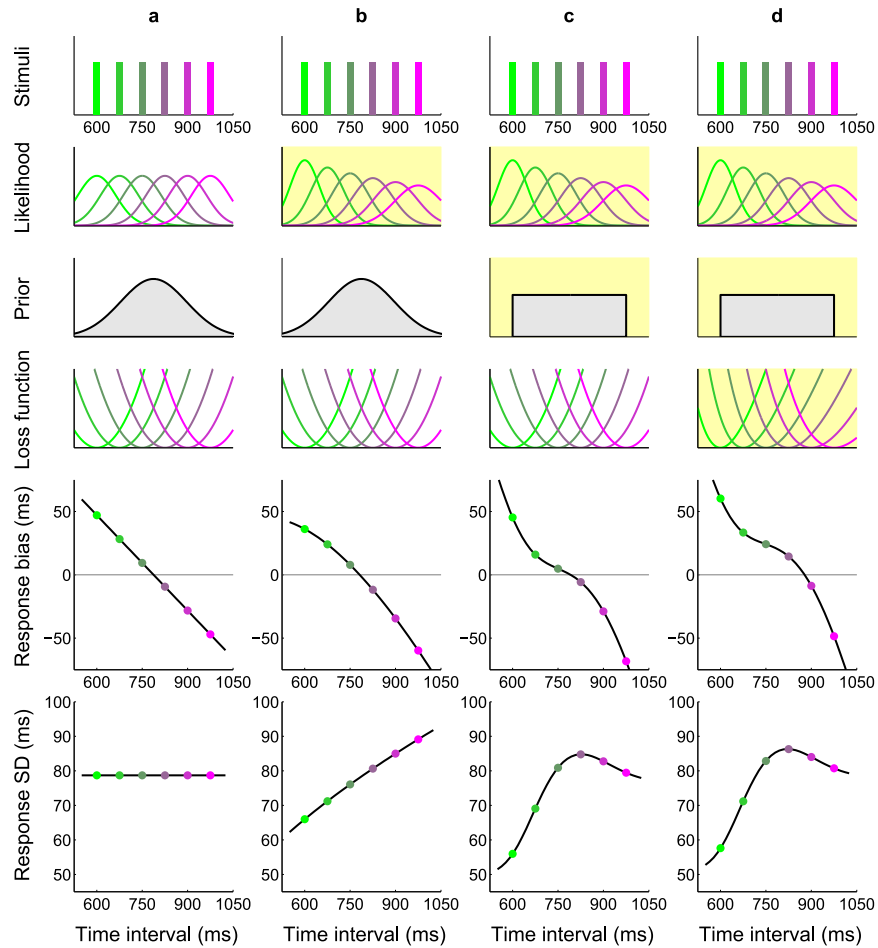 a b c d
Stimuli
600 750 900 1050 600 750 900 1050 600 750 900 1050 600 750 900 1050
Likelihood
Prior
Loss function
Response bias (ms)
50 50 50 50
0 0 0 0
−50 −50 −50 −50
600 750 900 1050 600 750 900 1050 600 750 900 1050 600 750 900 1050
Response SD (ms)
100 100 100 100
90 90 90 90
80 80 80 80
70 70 70 70
60 60 60 60
50 50 50 50
600 750 900 1050 600 750 900 1050 600 750 900 1050 600 750 900 1050
Time interval (ms) Time interval (ms) Time interval (ms) Time interval (ms)